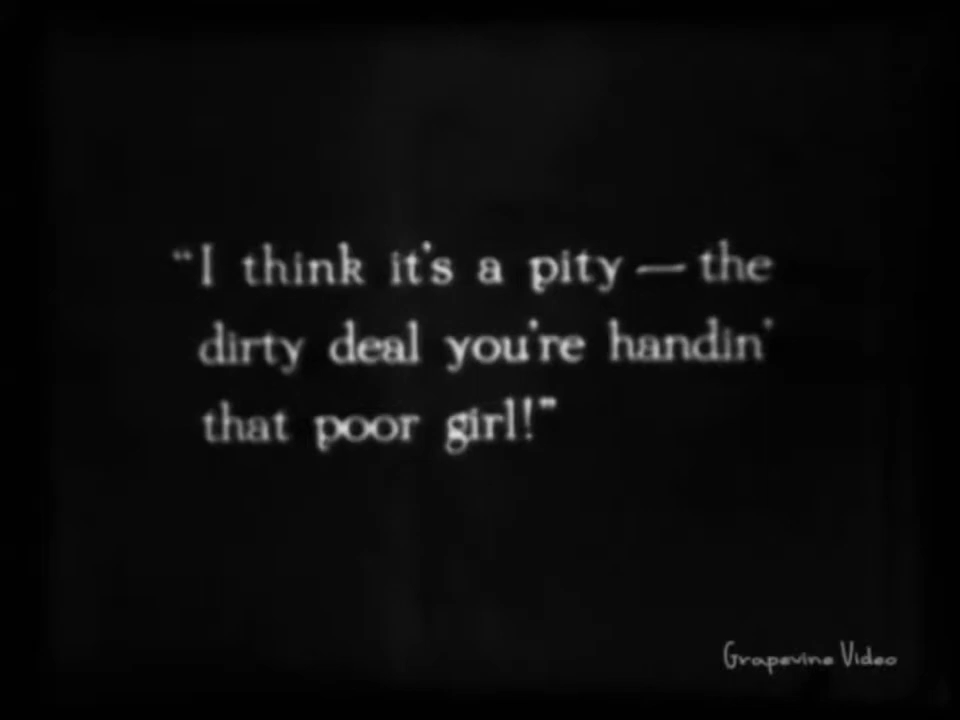 “I think it's a pity — the
dirty deal you're handin'
that poor girl!”
Grapevine Video